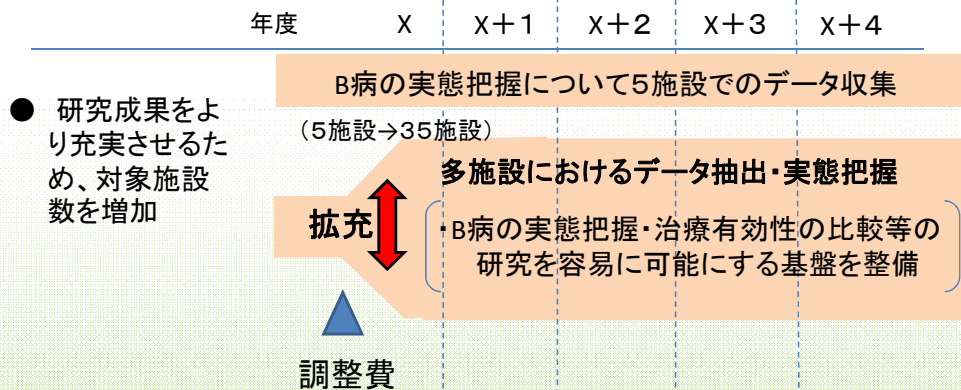 年度 X X+1 X+2 X+3 X+4
B病の実態把握について5施設でのデータ収集
● 研究成果をよ
り充実させるた
め、対象施設
数を増加
(5施設→35施設)
多施設におけるデータ抽出・実態把握
拡充
・B病の実態把握・治療有効性の比較等の
研究を容易に可能にする基盤を整備
調整費